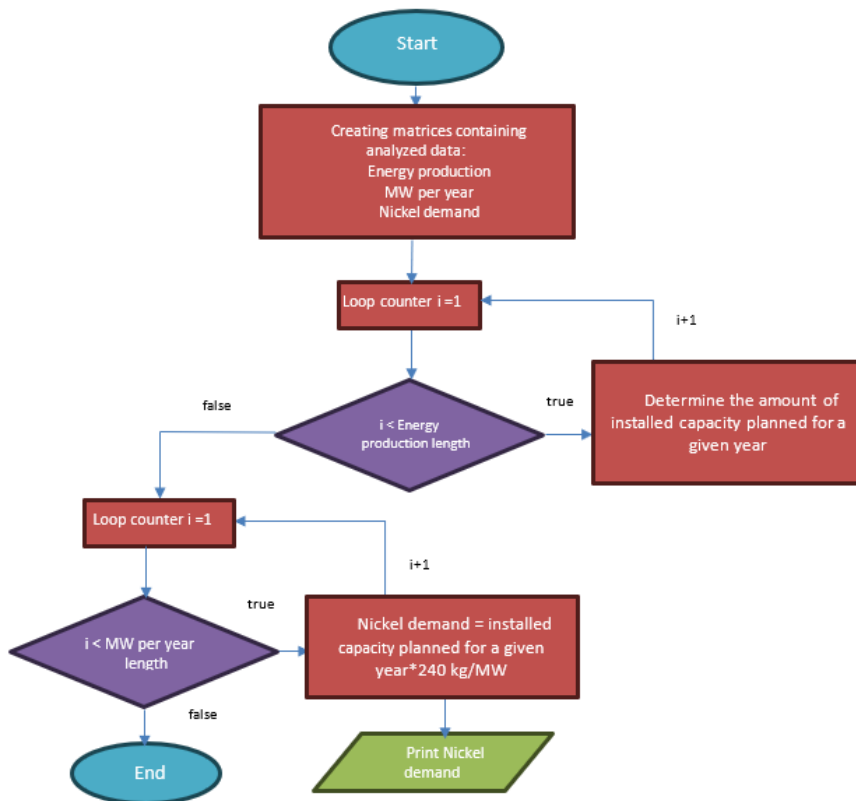 Start
Creating matrices containing
analyzed data:
Energy production
MW per year
Nickel demand
Loop counter i =1
i+1
Determine the amount of
installed capacity planned for a
given year
true
false
i < Energy
production length
Loop counter i =1
i+1
true
i < MW per year
length
Nickel demand = installed
capacity planned for a given
year*240 kg/MW
false
End
Print Nickel
demand